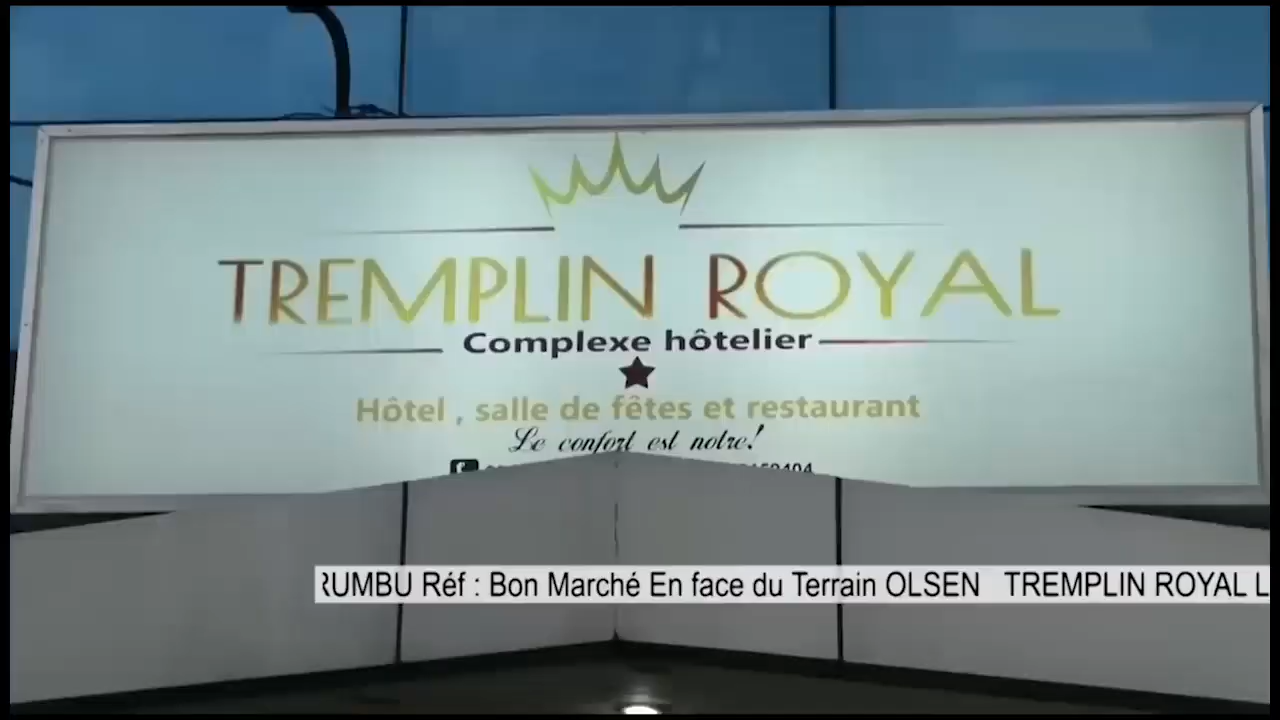 TREMPLIN ROYAL
Complexe hôtelier
Hôtel , salle de fêtes et restaurant
Le confort est notre!
RUMBU Réf : Bon Marché En face du Terrain OLSEN TREMPLIN ROYAL L